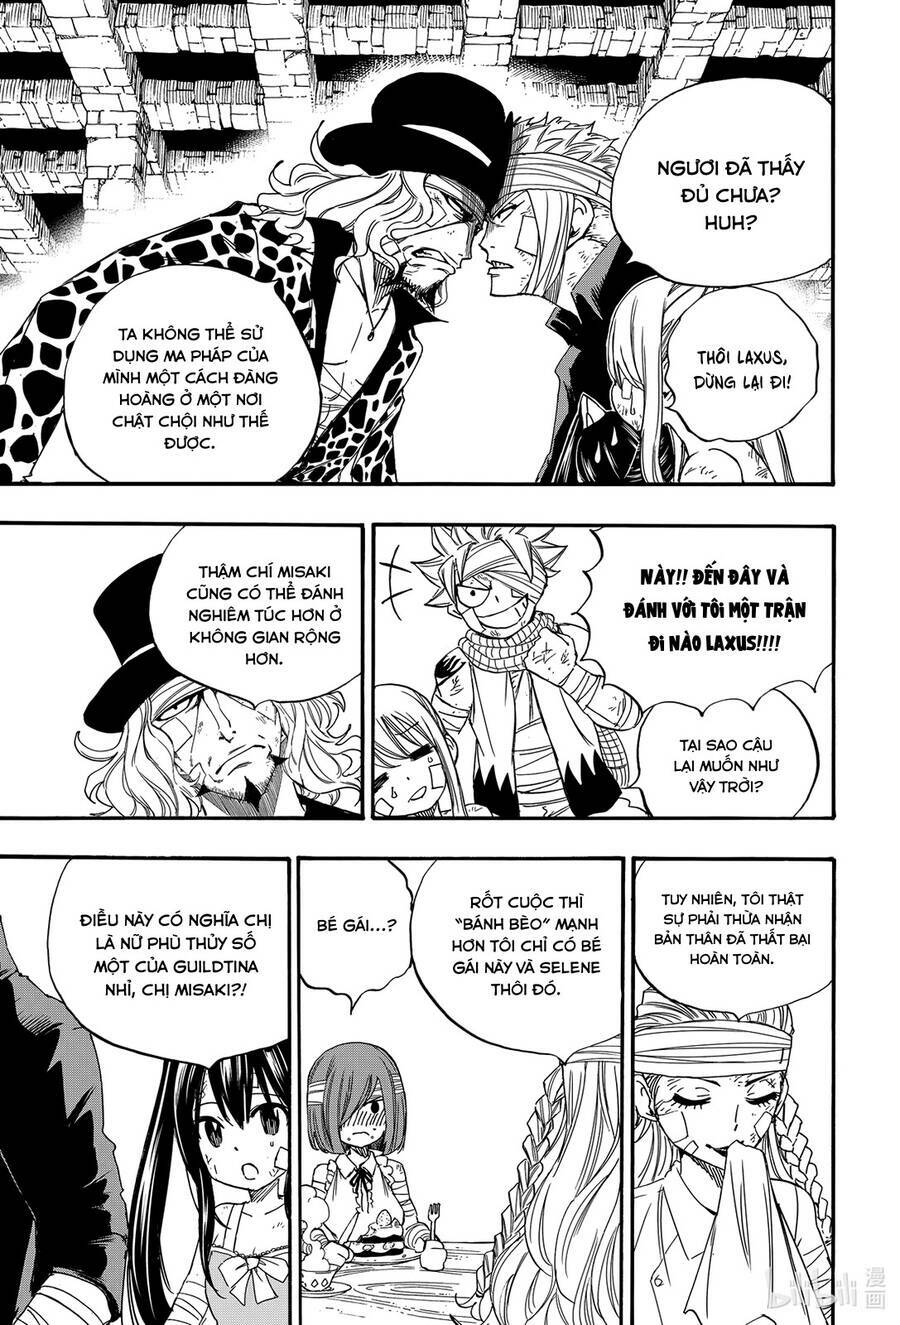 NGƯƠI ĐÃ THẤY
ĐỦ CHƯA?
HUH?
THÔI LAXUS,
DỪNG LẠI ĐI!
TA KHÔNG THỂ SỬ
DỤNG MA PHÁP CỦA
MÌNH MỘT CÁCH ĐÀNG
HOÀNG Ở MỘT NƠI
CHẬT CHỘI NHƯ THẾ
ĐƯỢC.
NÀY!! ĐẾN ĐÂY VÀ
ĐÁNH VỚI TÔI MỘT TRẬN
ĐI NÀO LAXUS!!!!
TẠI SAO CẬU
LẠI MUỐN NHƯ
VẬY TRỜI?
THẬM CHÍ MISAKI
CŨNG CÓ THỂ ĐÁNH
NGHIÊM TÚC HƠN Ở
KHÔNG GIAN RỘNG
HƠN.
TUY NHIÊN, TÔI THẬT
SỰ PHẢI THỪA NHẬN
BẢN THÂN ĐÃ THẤT BẠI
HOÀN TOÀN.
RỐT CUỘC THÌ
“BÁNH BÈO” MẠNH
HƠN TÔI CHỈ CÓ BÉ
GÁI NÀY VÀ SELENE
THÔI ĐÓ.
BÉ GÁI...?
ĐIỀU NÀY CÓ NGHĨA CHỊ
LÀ NỮ PHÙ THỦY SỐ
MỘT CỦA GUILDTINA
NHỈ, CHỊ MISAKI?!
bilibili 漫画